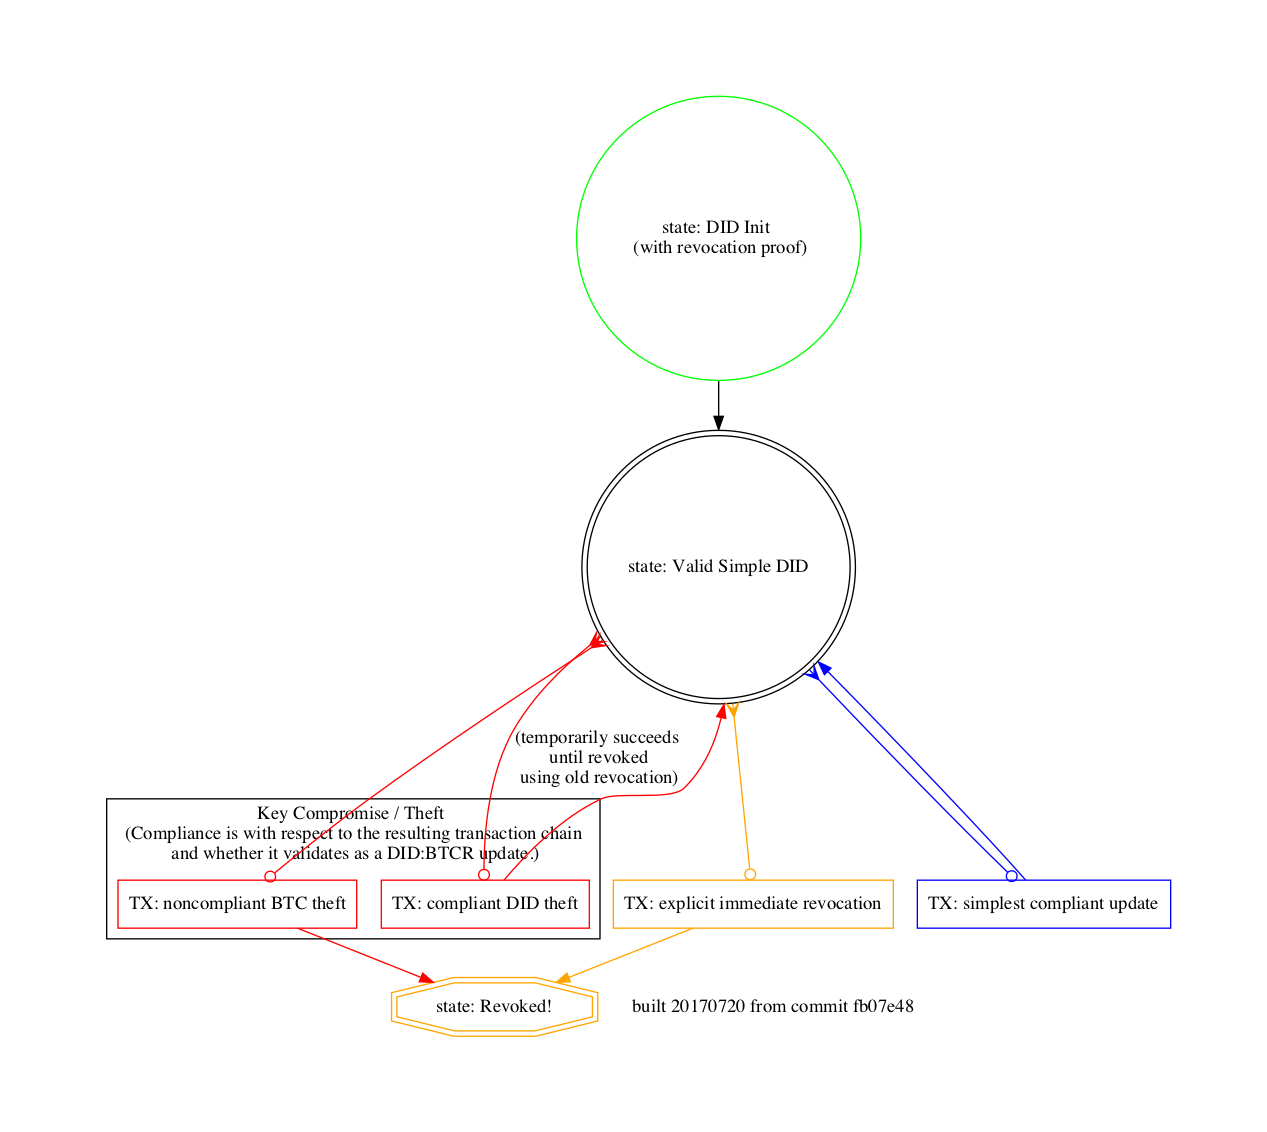 state: DID Init
(with revocation proof)
state: Valid Simple DID
(temporarily succeeds
until revoked
using old revocation)
Key Compromise / Theft
(Compliance is with respect to the resulting transaction chain
and whether it validates as a DID:BTCR update.)
TX: noncompliant BTC theft
TX: compliant DID theft
TX: explicit immediate revocation
TX: simplest compliant update
state: Revoked!
built 20170720 from commit fb07e48